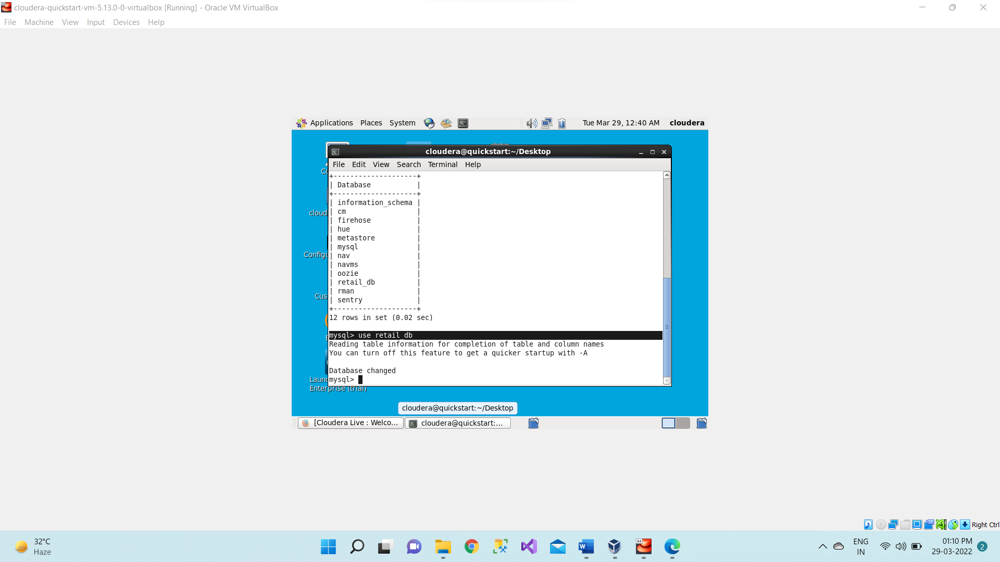 cloudera-quickstart-vm-5.13.0-0-virtualbox [Running] - Oracle VM VirtualBox
File Machine View Input Devices Help
Applications Places System Tue Mar 29, 12:40 AM cloudera
cloudera@quickstart:~/Desktop
File Edit View Search Terminal Help
+--------------------+
| Database           |
+--------------------+
| information_schema |
| cm                 |
| firehose           |
| hue                |
| metastore          |
| mysql              |
| nav                |
| navms              |
| oozie              |
| retail_db          |
| rman               |
| sentry             |
+--------------------+
12 rows in set (0.02 sec)
mysql> use retail_db
Reading table information for completion of table and column names
You can turn off this feature to get a quicker startup with -A
Database changed
mysql>
Co
cloud
Configu
Cus
Laun
Enterprise (trial)
cloudera@quickstart:~/Desktop
[Cloudera Live : Welco... cloudera@quickstart:...
Right Ctrl
32°C
Haze
64
ENG
IN
01:10 PM
29-03-2022
2